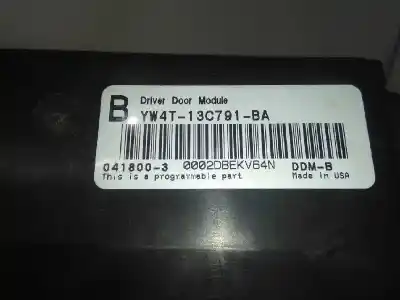 B Driver Door Module
YW4T-13C791-BA
041800-3 0002DBEKV64N DDM-B
This is a programmable part Made in USA